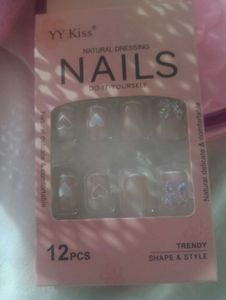 YY Kiss
NATURAL DRESSING
NAILS
DO-IT-YOURSELF
Natural delicate & comfortable
12PCS
TRENDY
SHAPE & STYLE